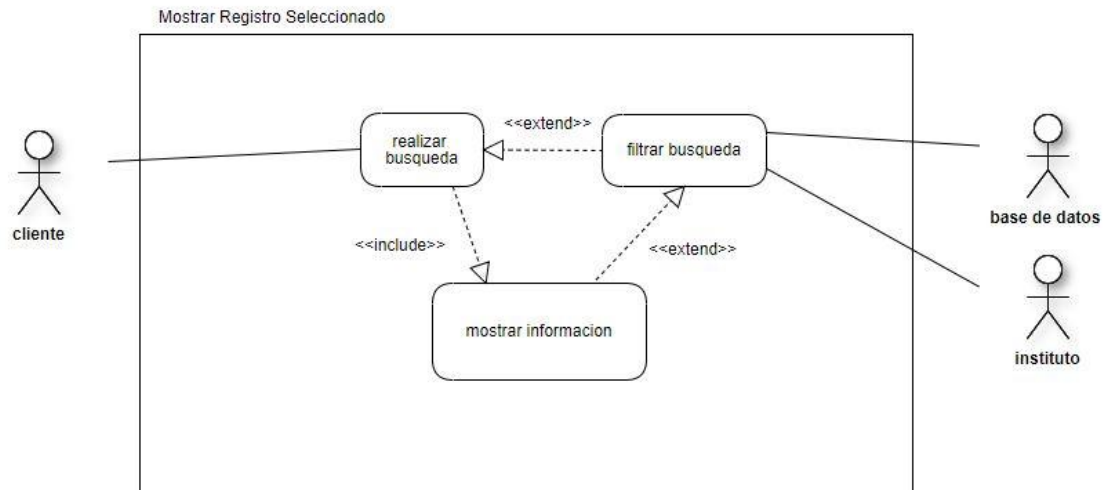 Mostrar Registro Seleccionado
<<extend>>
realizar
busqueda
filtrar busqueda
cliente
base de datos
<<include>>
<<extend>>
mostrar informacion
instituto